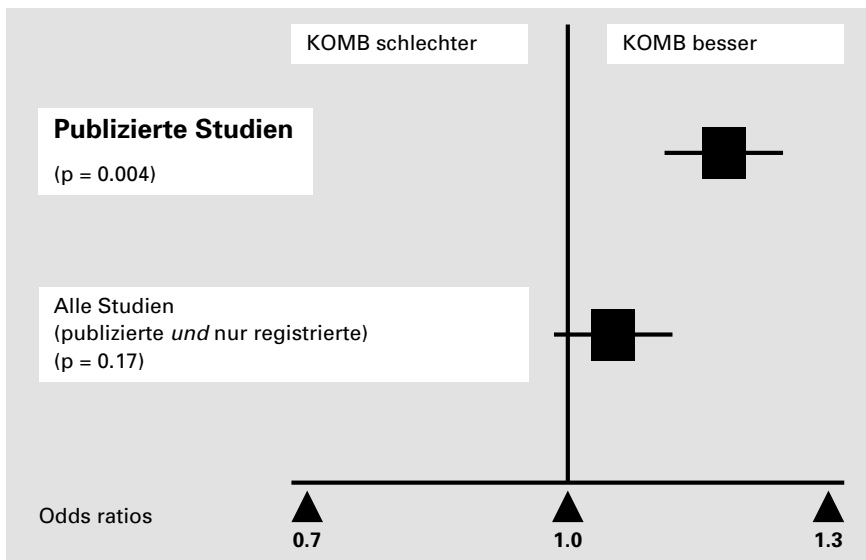 KOMB schlechter
KOMB besser
Publizierte Studien
(p = 0.004)
Alle Studien
(publizierte und nur registrierte)
(p = 0.17)
Odds ratios
0.7
1.0
1.3